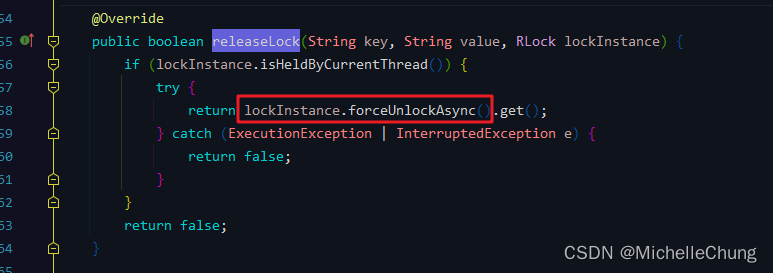 54 @Override
55 public boolean releaseLock(String key, String value, RLock lockInstance) {
56 if (lockInstance.isHeldByCurrentThread()) {
57 try {
58 return lockInstance.forceUnlockAsync().get();
59 } catch (ExecutionException | InterruptedException e) {
60 return false;
61 }
62 }
63 return false;
64 }
CSDN @MichelleChung